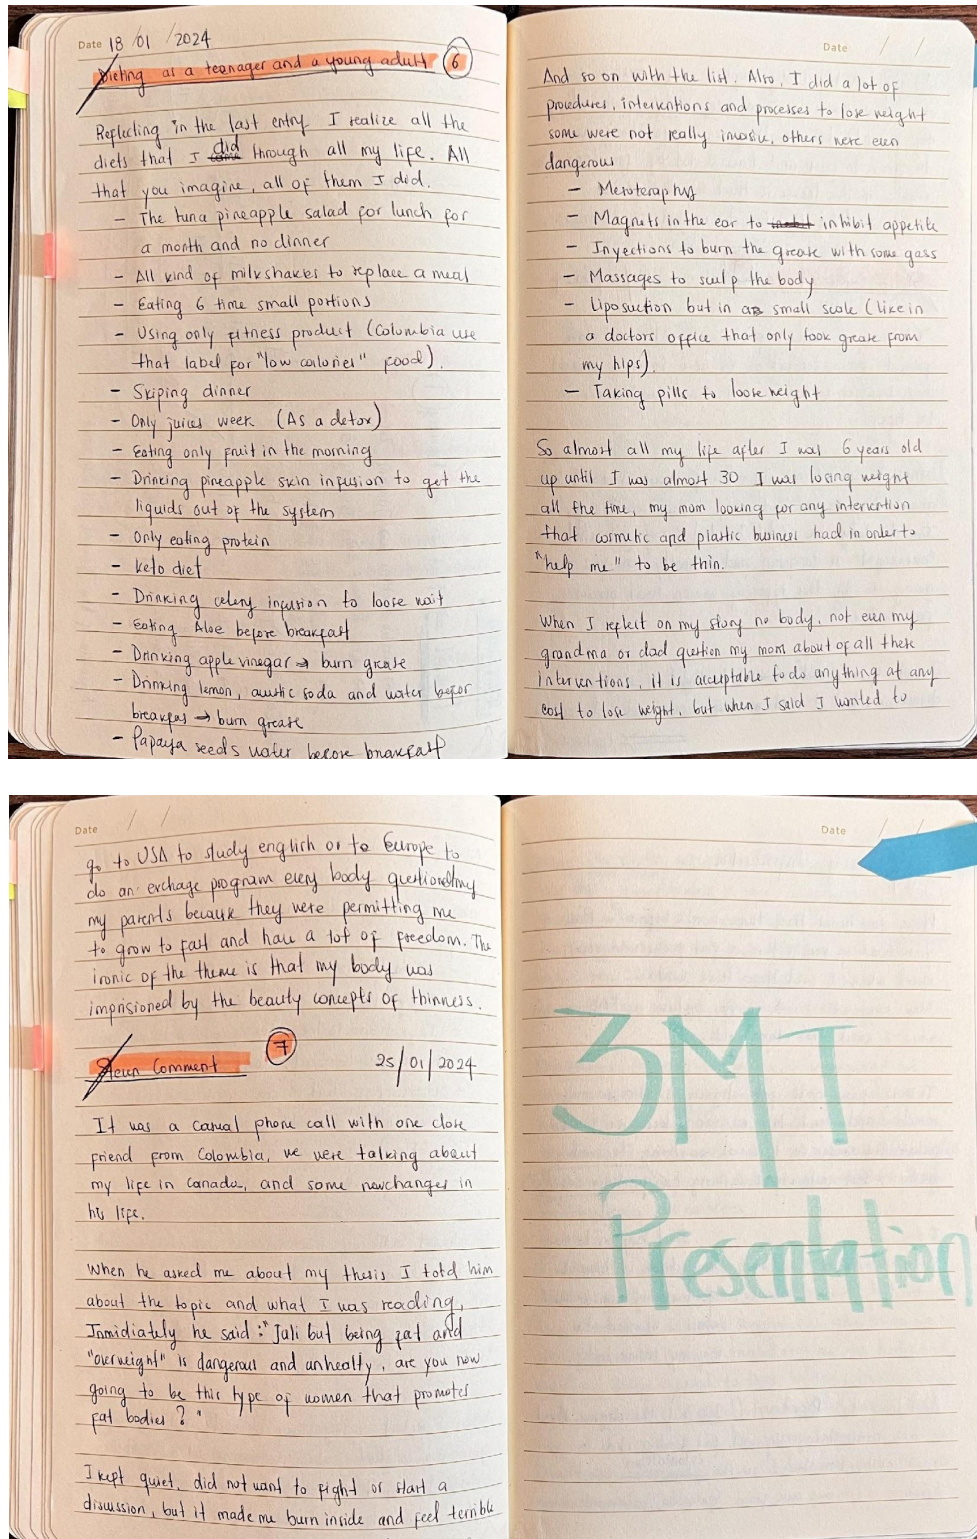 Date 18 / 01 / 2024
Dieting as a teenager and a young adult 6
Reflecting in the last entry I realize all the
diets that I did through all my life. All
that you imagine, all of them I did.
- The tuna pineapple salad for lunch for
a month and no dinner
- All kind of milkshakes to replace a meal
- Eating 6 time small portions
- Using only fitness product (Colombia use
that label for "low calories" food).
- Skiping dinner
- Only juices week (As a detox)
- Eating only fruit in the morning
- Drinking pineapple skin infusion to get the
liquids out of the system
- Only eating protein
- Keto diet
- Drinking celery infusion to loose wait
- Eating Aloe before breakfast
- Drinking apple vinegar → burn grease
- Drinking lemon, caustic soda and water befor
breakfas → burn grease
- Papaya seeds water before breakfast
Date / /
And so on with the list. Also, I did a lot of
procedures, interventions and processes to lose weight
some were not really invasive, others were even
dangerous
- Mesoteraphy
- Magnets in the ear to inhibit appetite
- Inyections to burn the grease with some gass
- Massages to sculp the body
- Liposuction but in a small scale (like in
a doctors office that only took grease from
my hips)
- Taking pills to loose weight
So almost all my life after I was 6 years old
up until I was almost 30 I was losing weight
all the time, my mom looking for any intervention
that cosmetic and plastic business had in order to
"help me" to be thin.
When I reflect on my story no body, not even my
grandma or dad question my mom about of all these
interventions, it is acceptable to do anything at any
cost to lose weight, but when I said I wanted to
Date / /
go to USA to study english or to Europe to
do an exchage program every body questioned my
my parents because they were permitting me
to grow to fast and have a lot of freedom. The
ironic of the theme is that my body was
imprisioned by the beauty concepts of thinness.
Comment 7 25/01/2024
It was a casual phone call with one close
friend from Colombia, we were talking about
my life in Canada, and some new changes in
his life.
When he asked me about my thesis I told him
about the topic and what I was reading,
Inmidiately he said: "Juli but being fat and
"overweight" is dangerous and unhealty, are you now
going to be this type of women that promotes
fat bodies?"
I kept quiet, did not want to fight or start a
discussion, but it made me burn inside and feel terrible
Date / /
3MT
Presentation